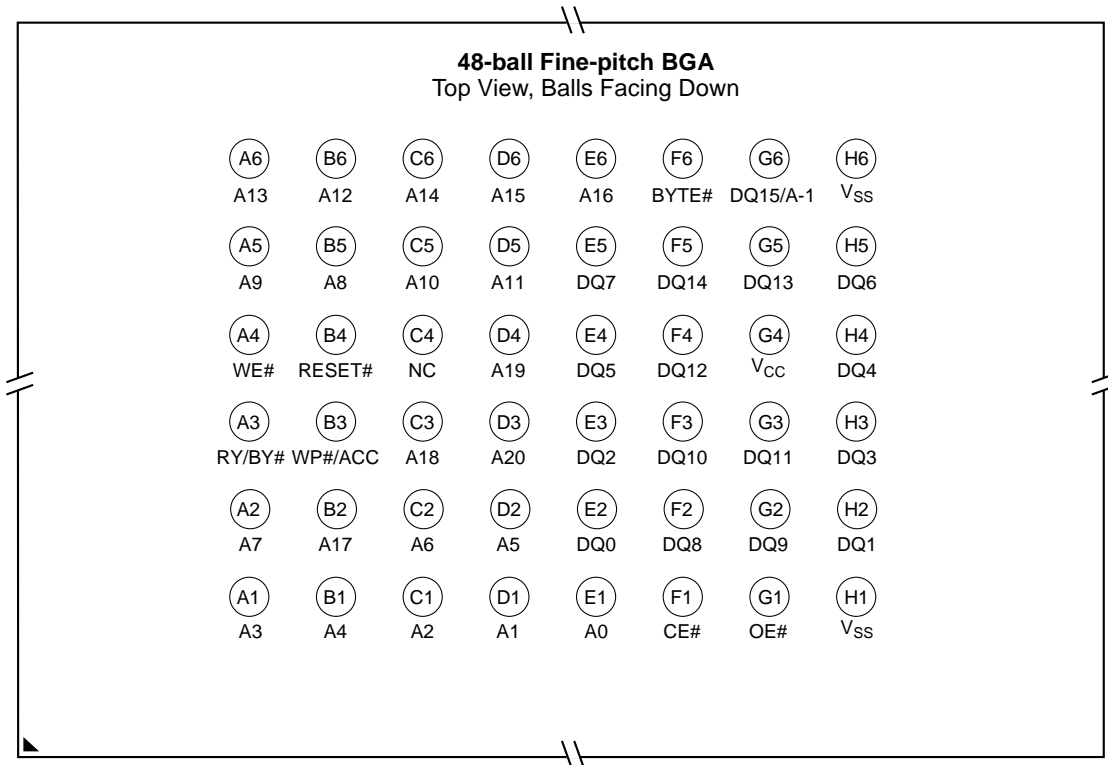 48-ball Fine-pitch BGA
Top View, Balls Facing Down
A6 B6 C6 D6 E6 F6 G6 H6
A13 A12 A14 A15 A16 BYTE# DQ15/A-1 VSS
A5 B5 C5 D5 E5 F5 G5 H5
A9 A8 A10 A11 DQ7 DQ14 DQ13 DQ6
A4 B4 C4 D4 E4 F4 G4 H4
WE# RESET# NC A19 DQ5 DQ12 VCC DQ4
A3 B3 C3 D3 E3 F3 G3 H3
RY/BY# WP#/ACC A18 A20 DQ2 DQ10 DQ11 DQ3
A2 B2 C2 D2 E2 F2 G2 H2
A7 A17 A6 A5 DQ0 DQ8 DQ9 DQ1
A1 B1 C1 D1 E1 F1 G1 H1
A3 A4 A2 A1 A0 CE# OE# VSS